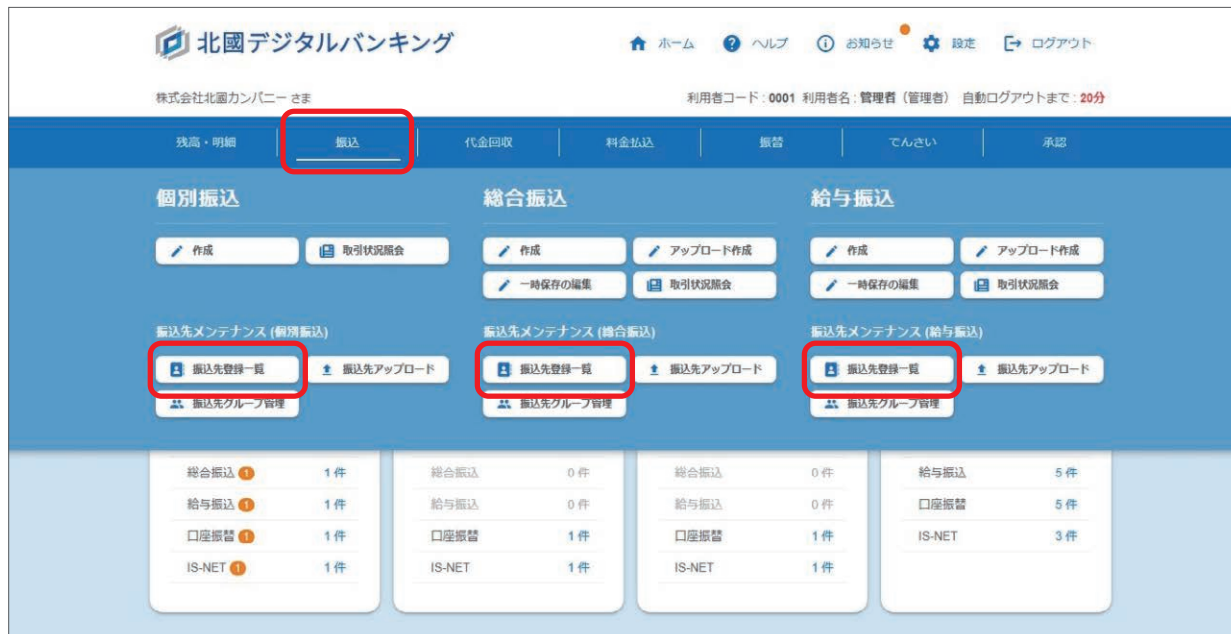 北國デジタルバンキング
ホーム ヘルプ お知らせ 設定 ログアウト
株式会社北國カンパニー さま 利用者コード : 0001 利用者名 : 管理者（管理者） 自動ログアウトまで : 20分
残高・明細 振込 代金回収 料金払込 振替 でんさい 承認
個別振込 総合振込 給与振込
作成 取引状況照会 作成 アップロード作成 作成 アップロード作成
一時保存の編集 取引状況照会 一時保存の編集 取引状況照会
振込先メンテナンス (個別振込) 振込先メンテナンス (総合振込) 振込先メンテナンス (給与振込)
振込先登録一覧 振込先アップロード 振込先登録一覧 振込先アップロード 振込先登録一覧 振込先アップロード
振込先グループ管理 振込先グループ管理 振込先グループ管理
総合振込 1 1 件 総合振込 0 件 総合振込 0 件 給与振込 5 件
給与振込 1 1 件 給与振込 0 件 給与振込 0 件 口座振替 5 件
口座振替 1 1 件 口座振替 1 件 口座振替 1 件 IS-NET 3 件
IS-NET 1 1 件 IS-NET 1 件 IS-NET 1 件